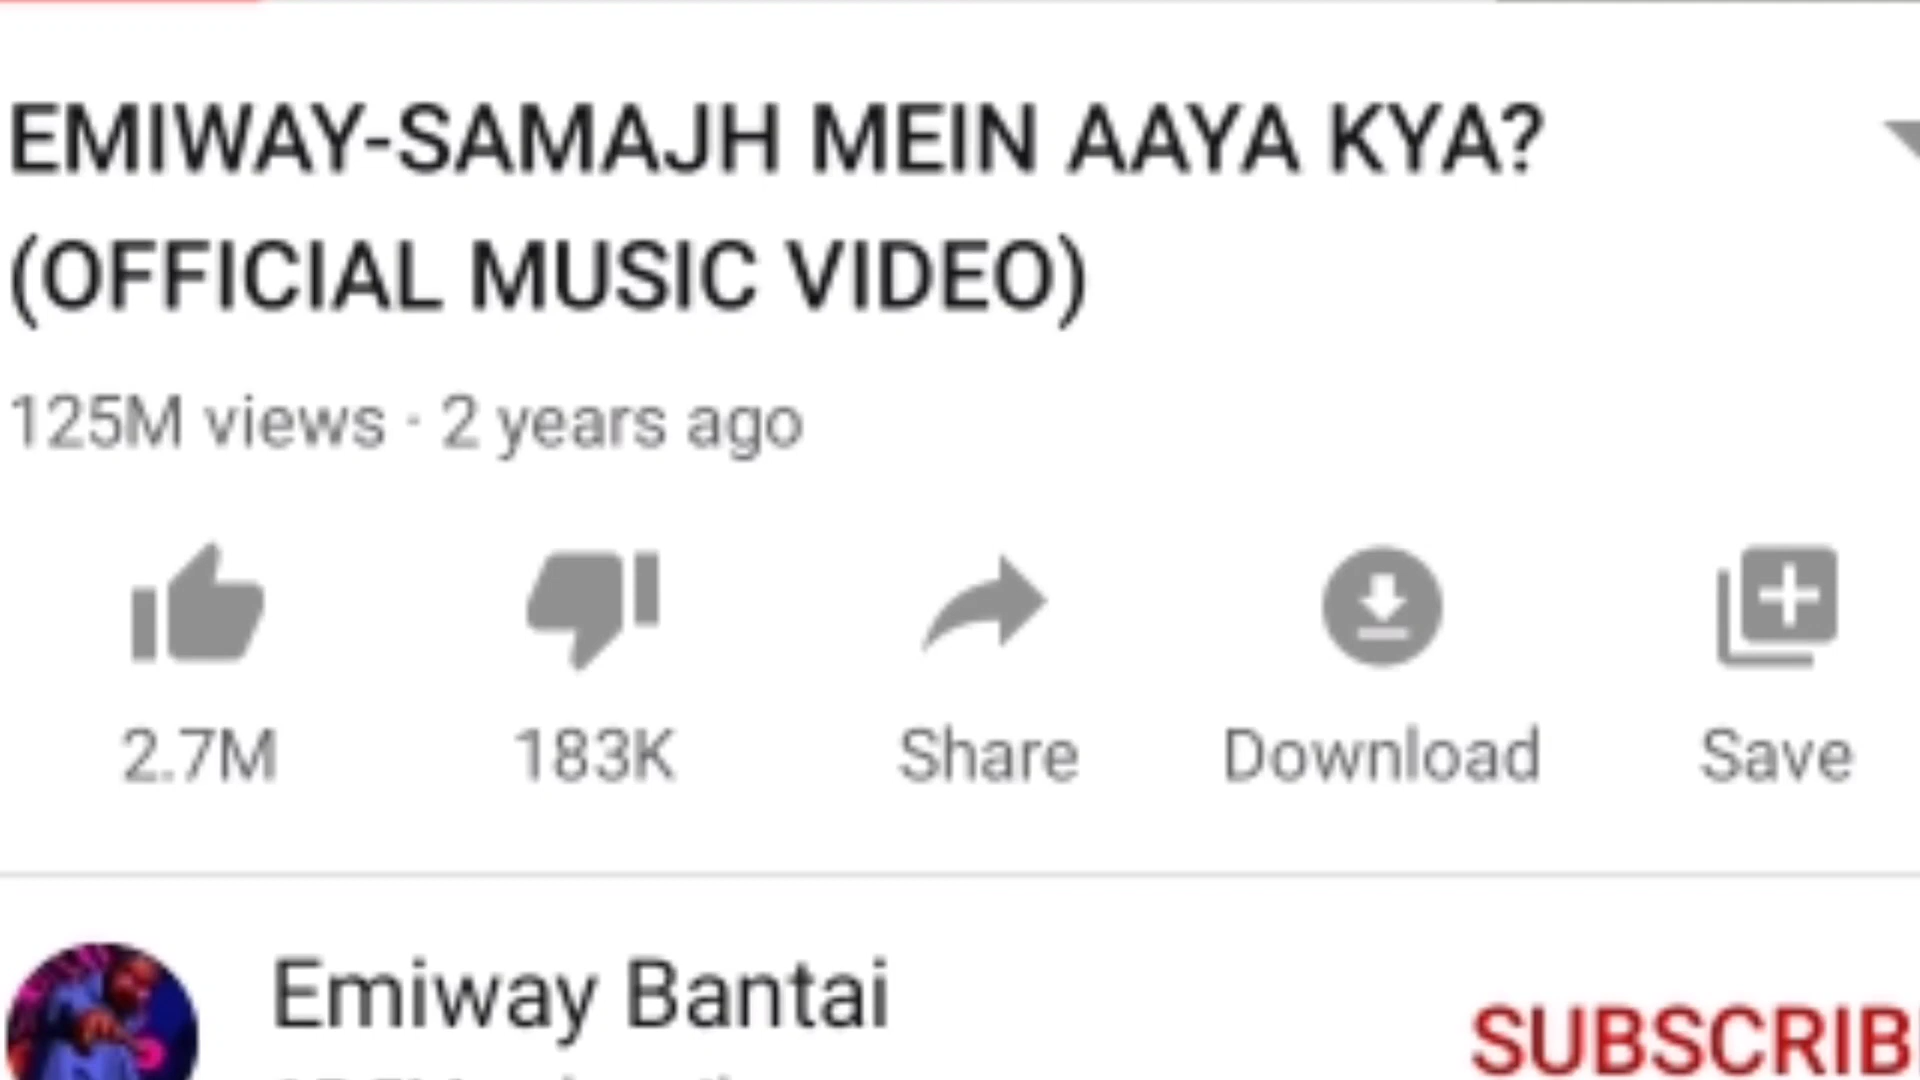 EMIWAY-SAMAJH MEIN AAYA KYA?
(OFFICIAL MUSIC VIDEO)
125M views · 2 years ago
2.7M 183K Share Download Save
Emiway Bantai
SUBSCRIB